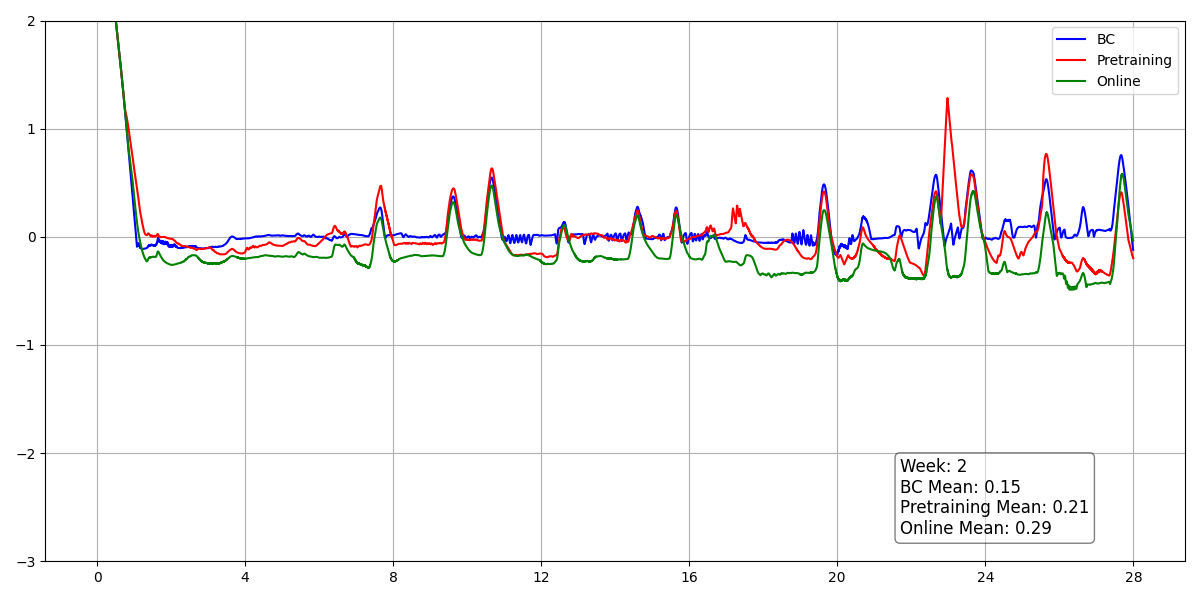 2
1
0
−1
−2
−3
0 4 8 12 16 20 24 28
BC
Pretraining
Online
Week: 2
BC Mean: 0.15
Pretraining Mean: 0.21
Online Mean: 0.29